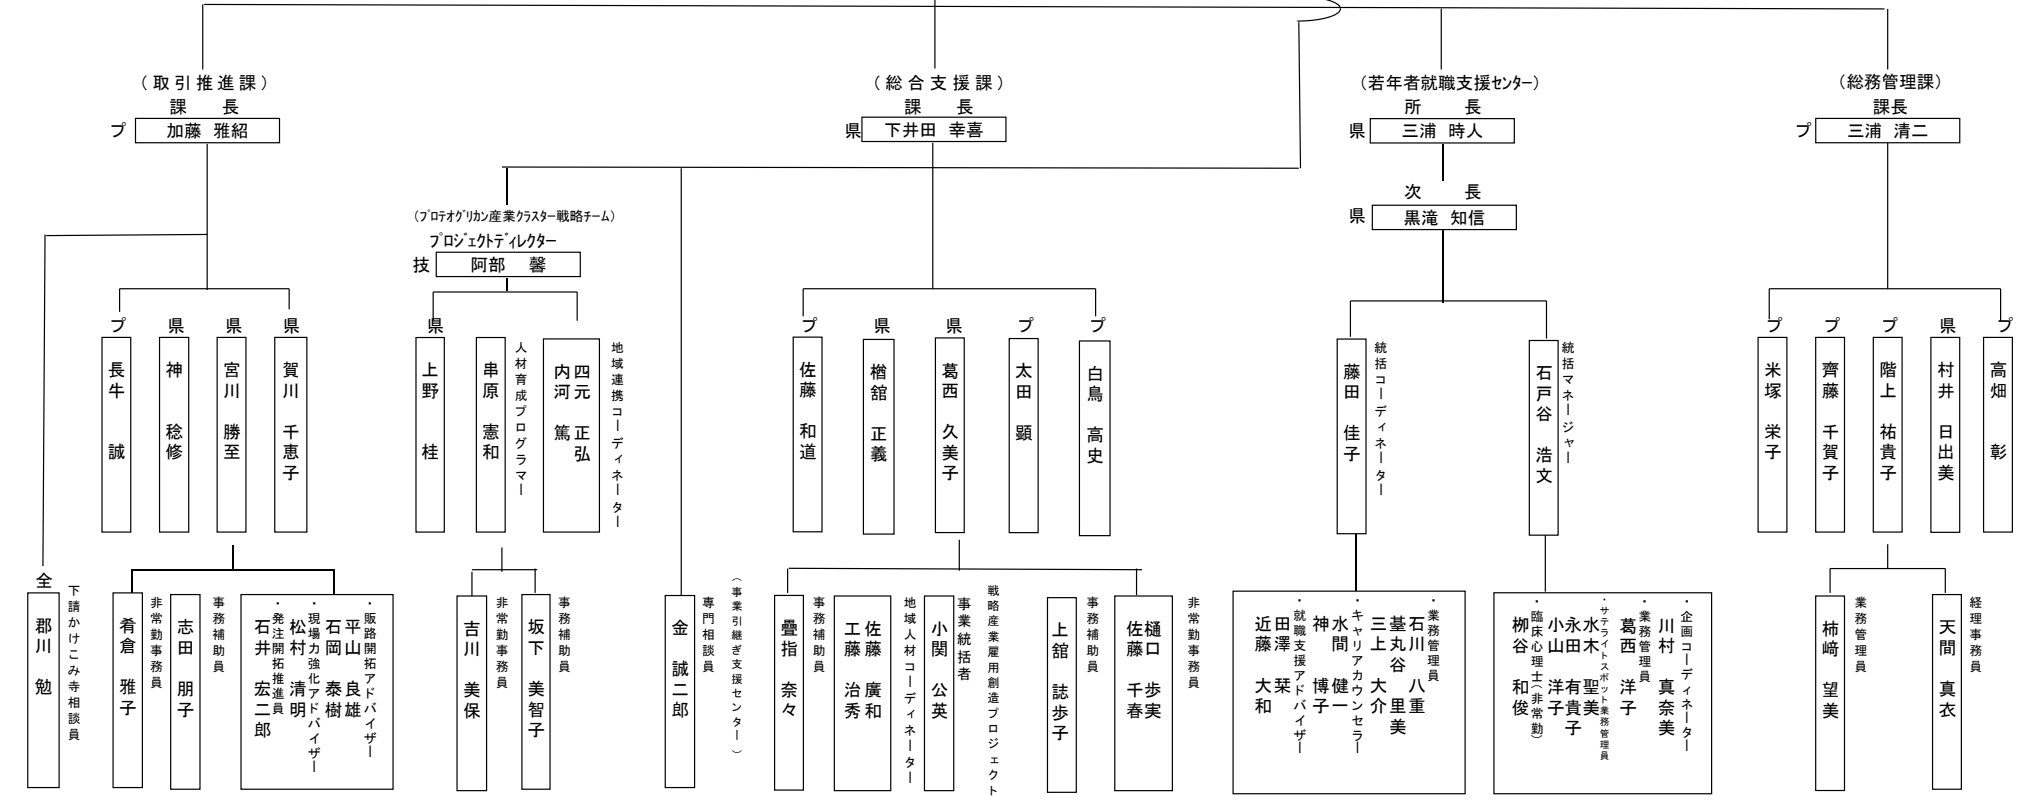 （取引推進課）
課　長
プ 加藤 雅紹
（総合支援課）
課　長
県 下井田 幸喜
（若年者就職支援センター）
所　長
県 三浦 時人
次　長
県 黒滝 知信
（総務管理課）
課長
プ 三浦 清二
（プロテオグリカン産業クラスター戦略チーム）
プロジェクトディレクター
技 阿部 馨
プ 長牛 誠
県 神 稔修
県 宮川 勝至
県 賀川 千恵子
県 上野 桂
串原 憲和
人材育成プログラマー
内河 篤
四元 正弘
地域連携コーディネーター
プ 佐藤 和道
県 楢舘 正義
県 葛西 久美子
プ 太田 顕
プ 白鳥 高史
藤田 佳子
統括コーディネーター
石戸谷 浩文
統括マネージャー
プ 米塚 栄子
プ 齊藤 千賀子
プ 階上 祐貴子
県 村井 日出美
プ 高畑 彰
全 郡川 勉
下請かけこみ寺相談員
肴倉 雅子
非常勤事務員
志田 朋子
事務補助員
・販路開拓アドバイザー
平山 良雄
石岡 泰樹
・現場力強化アドバイザー
松村 清明
・発注開拓推進員
石井 宏二郎
吉川 美保
非常勤事務員
坂下 美智子
事務補助員
金 誠二郎
専門相談員
（事業引継ぎ支援センター）
疊指 奈々
事務補助員
工藤 治秀
佐藤 廣和
地域人材コーディネーター
小関 公英
事業統括者
戦略産業雇用創造プロジェクト
上舘 誌歩子
事務補助員
佐藤 千春
樋口 歩実
非常勤事務員
・業務管理員
石川 八重
基丸谷 里美
三上 大介
・キャリアカウンセラー
水間 健一
神 博子
・就職支援アドバイザー
田澤 栞
近藤 大和
・企画コーディネーター
川村 真奈美
・業務管理員
葛西 洋子
・サテライトスポット業務管理員
水木 聖美
永田 有貴子
小山 洋子
・臨床心理士（非常勤）
栁谷 和俊
柿﨑 望美
業務管理員
天間 真衣
経理事務員